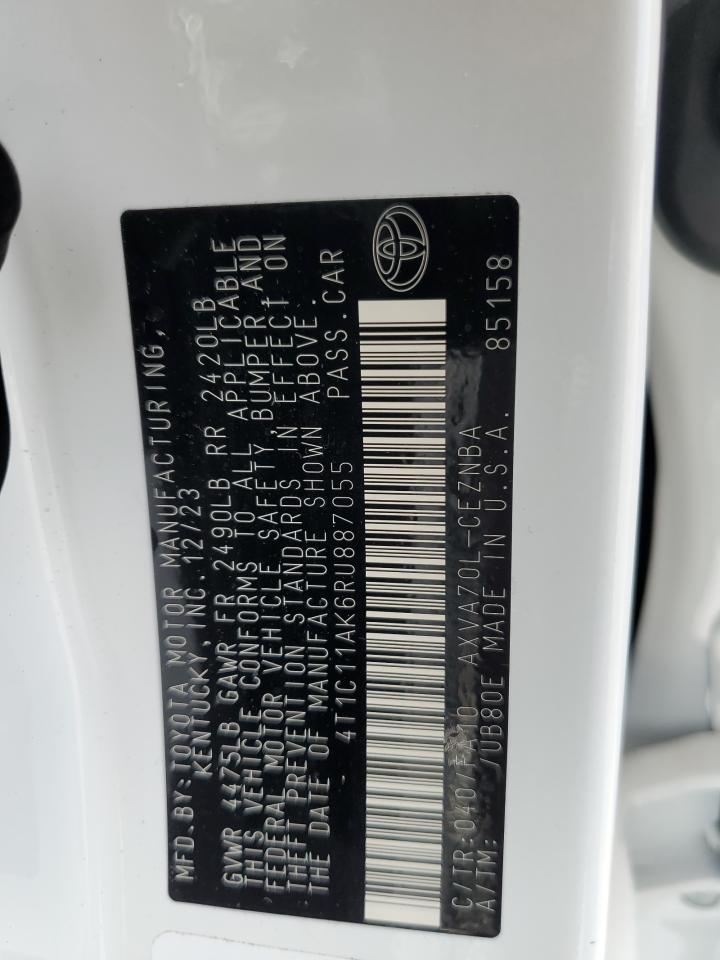 MFD.BY: TOYOTA MOTOR MANUFACTURING,
KENTUCKY, INC. 12/23
GVWR 4475LB GAWR FR 2490LB RR 2420LB
THIS VEHICLE CONFORMS TO ALL APPLICABLE
FEDERAL MOTOR VEHICLE SAFETY, BUMPER, AND
THEFT PREVENTION STANDARDS IN EFFECT ON
THE DATE OF MANUFACTURE SHOWN ABOVE.
4T1C11AK6RU887055 PASS.CAR
C/TR: 040/FA10 AXVA70L-CEZNBA
A/TM: /UB80E MADE IN U.S.A. 85158